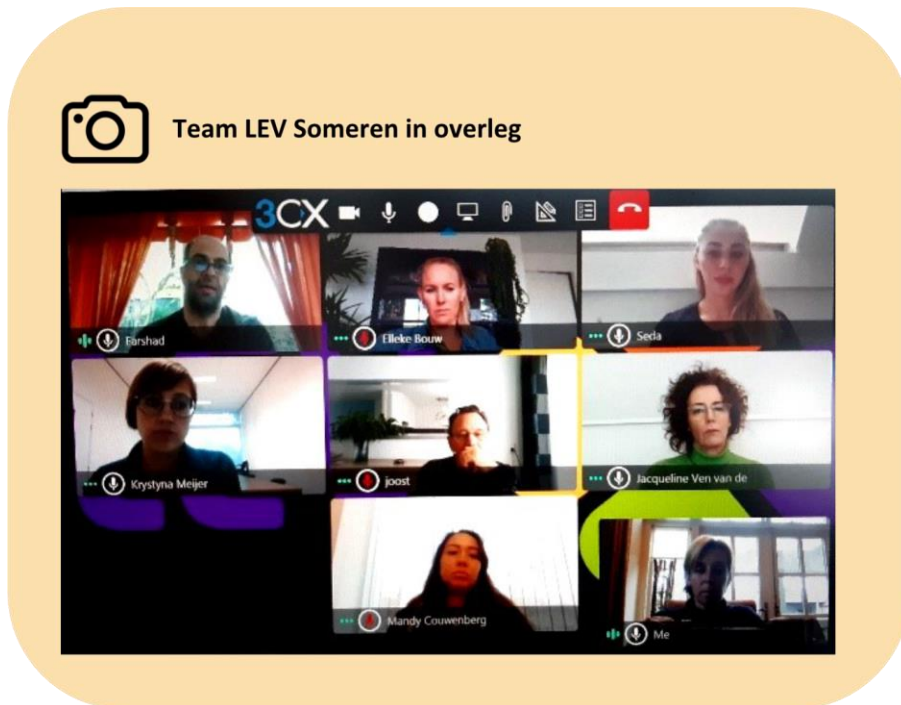 Team LEV Someren in overleg
3CX
Farshad
Elleke Bouw
Seda
Krystyna Meijer
joost
Jacqueline Ven van de
Mandy Couwenberg
Me